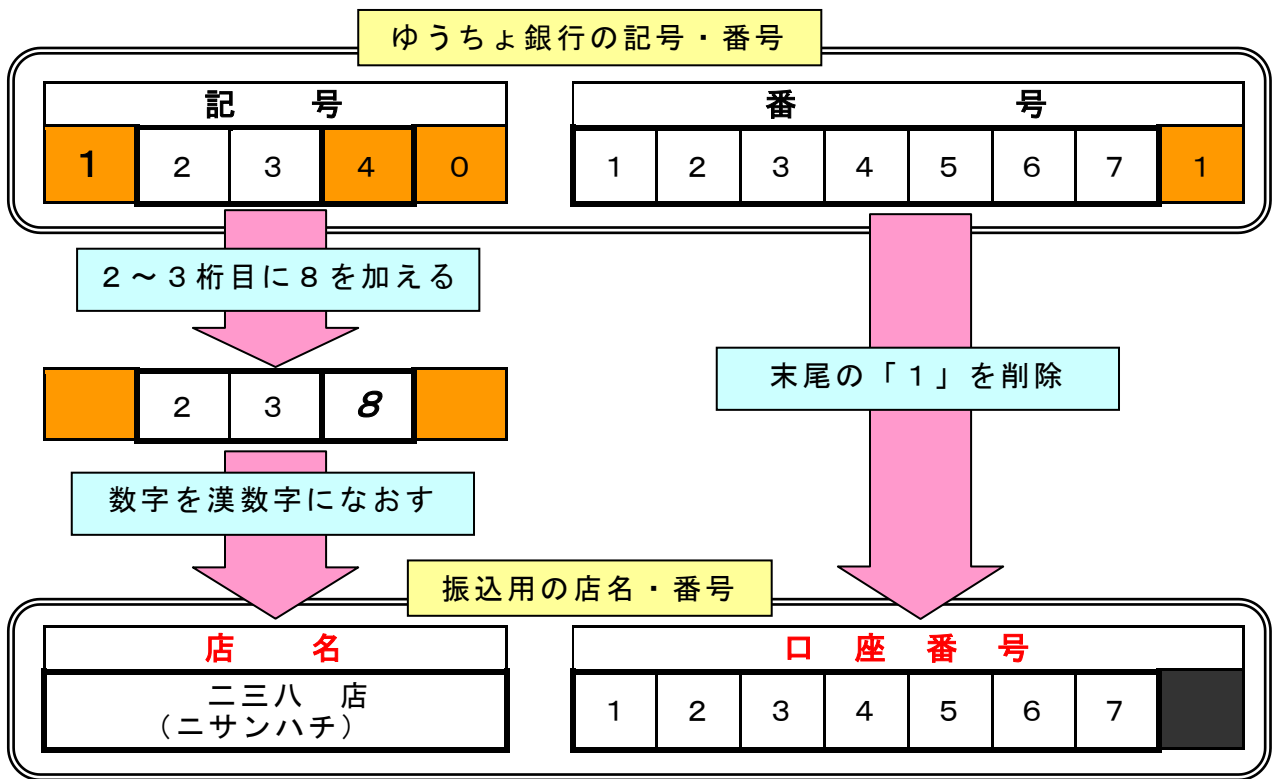 ゆうちょ銀行の記号・番号
記号 番号
1 2 3 4 0 1 2 3 4 5 6 7 1
2~3桁目に8を加える
末尾の「1」を削除
2 3 8
数字を漢数字になおす
振込用の店名・番号
店名 口座番号
二三八 店
(ニサンハチ)
1 2 3 4 5 6 7